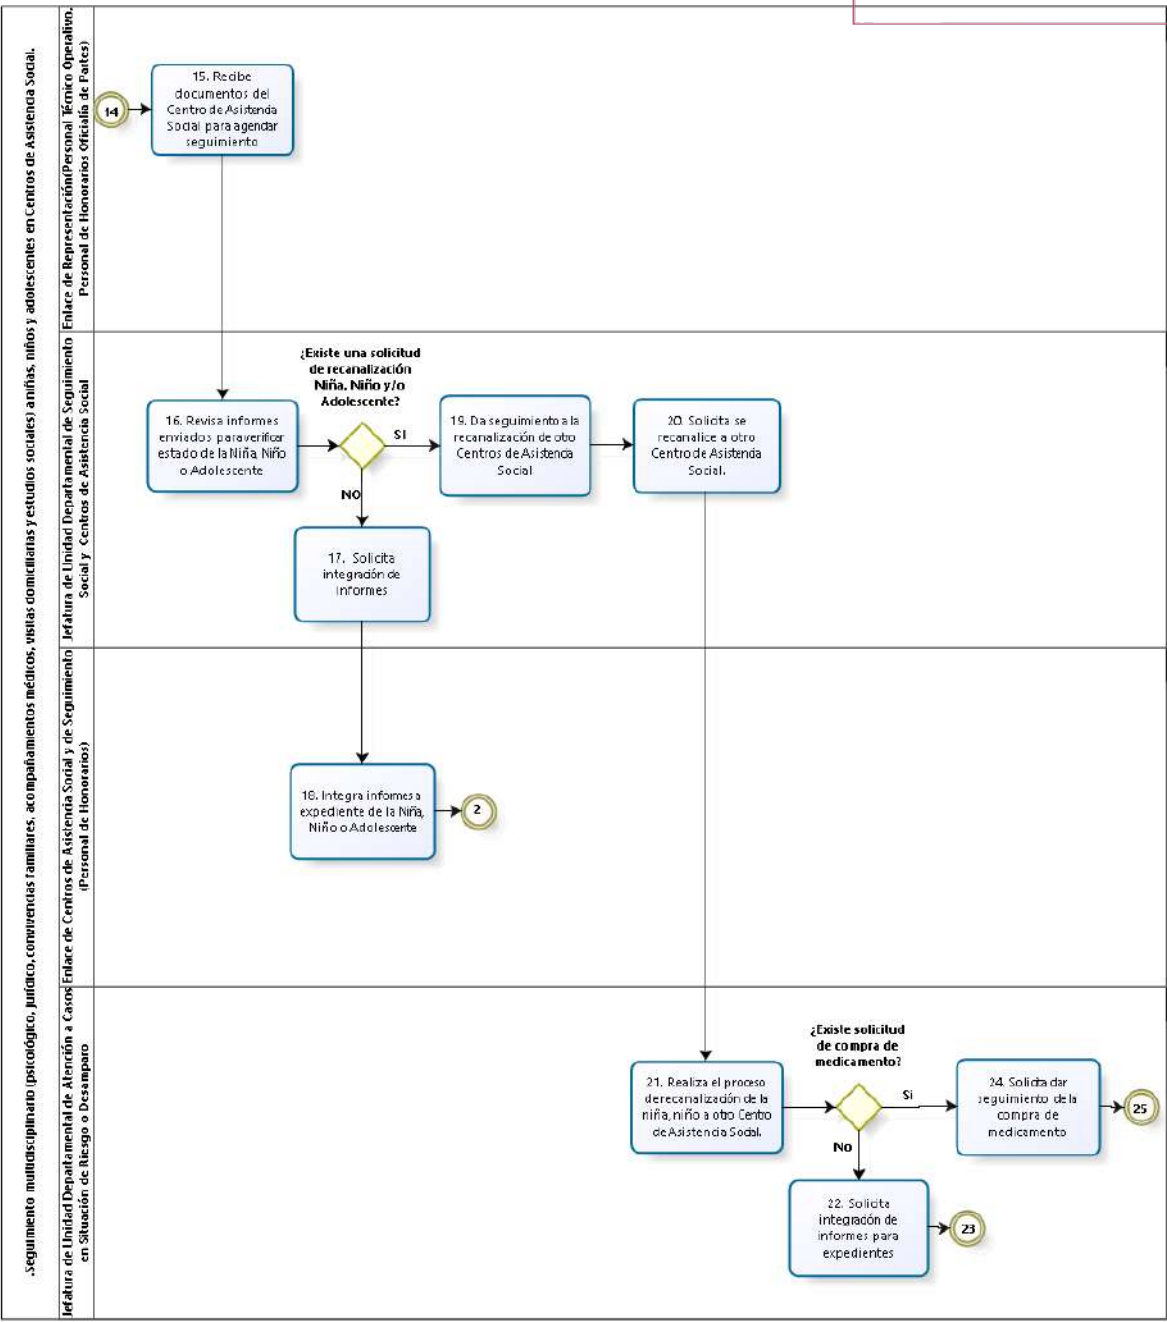 .Seguimiento multidisciplinario (psicológico, jurídico, convivencias familiares, acompañamientos médicos, visitas domiciliarias y estudios sociales) a niñas, niños y adolescentes en Centros de Asistencia Social.
Enlace de Representación(Personal Técnico Operativo.
Personal de Honorarios Oficialía de Partes)
14
15. Recibe
documentos del
Centro de Asistencia
Social para agendar
seguimiento
Jefatura de Unidad Departamental de Seguimiento
Social y Centros de Asistencia Social
¿Existe una solicitud
de recanalización
Niña, Niño y/o
Adolescente?
16. Revisa informes
enviados para verificar
estado de la Niña, Niño
o Adolescente
SI
19. Da seguimiento a la
recanalización de otro
Centros de Asistencia
Social
20. Solicita se
recanalice a otro
Centro de Asistencia
Social.
NO
17. Solicita
integración de
informes
Enlace de Centros de Asistencia Social y de Seguimiento
(Personal de Honorarios)
18. Integra informes a
expediente de la Niña,
Niño o Adolescente
2
Jefatura de Unidad Departamental de Atención a Casos
en Situación de Riesgo o Desamparo
¿Existe solicitud
de compra de
medicamento?
21. Realiza el proceso
de recanalización de la
niña, niño a otro Centro
de Asistencia Social.
Si
24. Solicita dar
seguimiento de la
compra de
medicamento
25
No
22. Solicita
integración de
informes para
expedientes
23